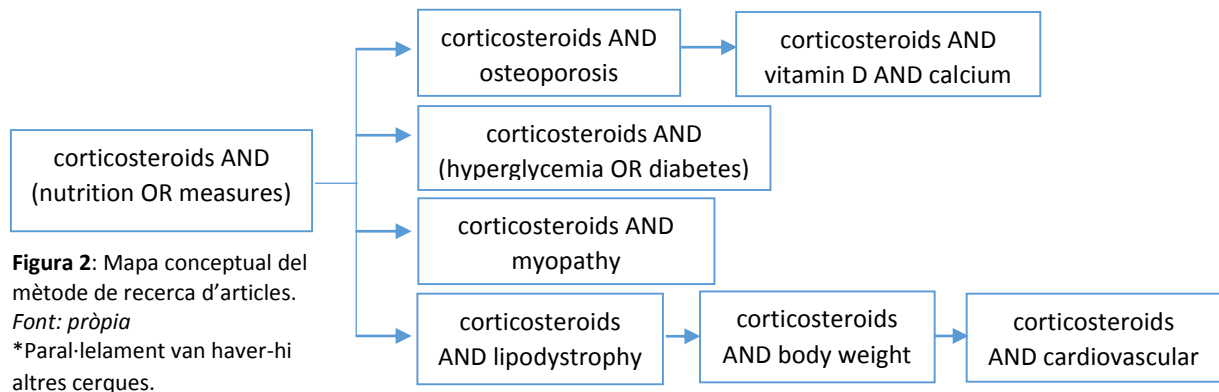 corticosteroids AND
(nutrition OR measures)
corticosteroids AND
osteoporosis
corticosteroids AND
vitamin D AND calcium
corticosteroids AND
(hyperglycemia OR diabetes)
corticosteroids AND
myopathy
corticosteroids
AND lipodystrophy
corticosteroids
AND body weight
corticosteroids
AND cardiovascular
Figura 2: Mapa conceptual del
mètode de recerca d’articles.
Font: pròpia
*Paral·lelament van haver-hi
altres cerques.